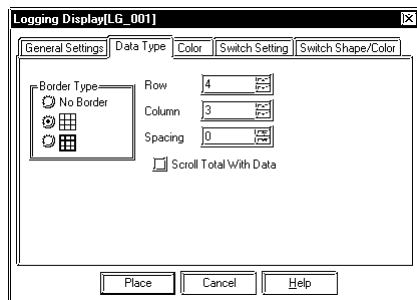 Logging Display[LG_001]
General Settings Data Type Color Switch Setting Switch Shape/Color
Border Type
No Border
Row 4
Column 3
Spacing 0
Scroll Total With Data
Place Cancel Help